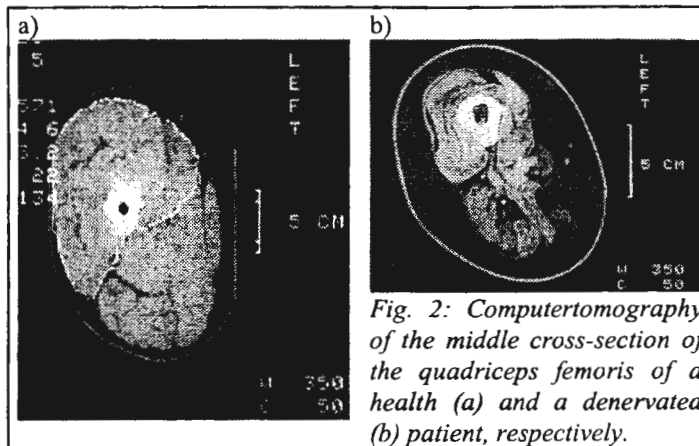 a)
5
L
E
F
T
5 CM
W 350
C 50
b)
L
E
F
T
5 CM
W 350
C 50
Fig. 2: Computertomography
of the middle cross-section of
the quadriceps femoris of a
health (a) and a denervated
(b) patient, respectively.